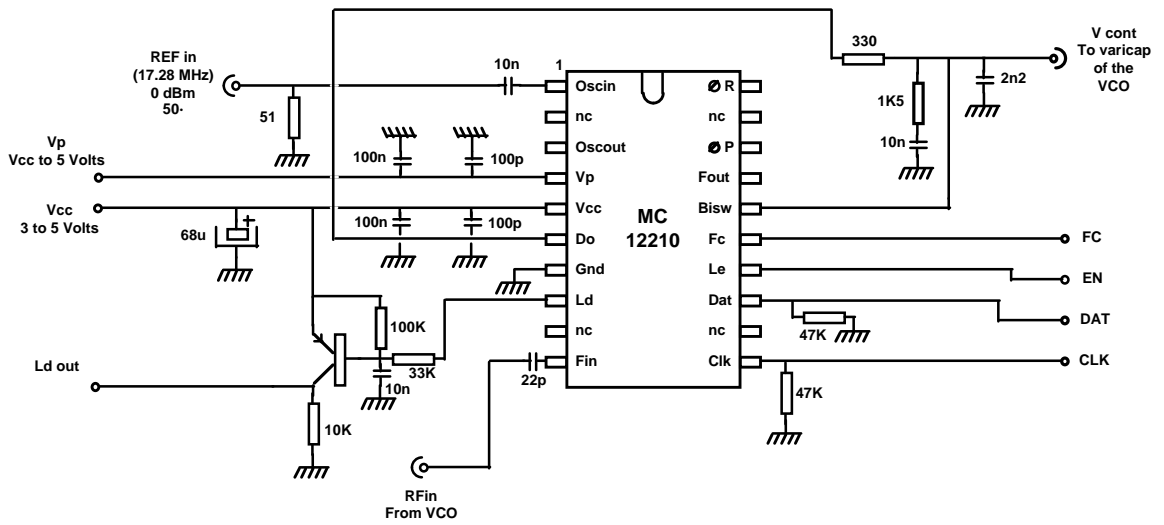 REF in
(17.28 MHz)
0 dBm
50·
51
10n
1
Vp
Vcc to 5 Volts
100n
100p
Vcc
3 to 5 Volts
68u
+
100n
100p
Oscin
nc
Oscout
Vp
Vcc
Do
Gnd
Ld
nc
Fin
MC
12210
Ø R
nc
Ø P
Fout
Bisw
Fc
Le
Dat
nc
Clk
330
1K5
10n
2n2
V cont
To varicap
of the
VCO
FC
EN
DAT
CLK
47K
47K
100K
33K
10n
22p
Ld out
10K
RFin
From VCO